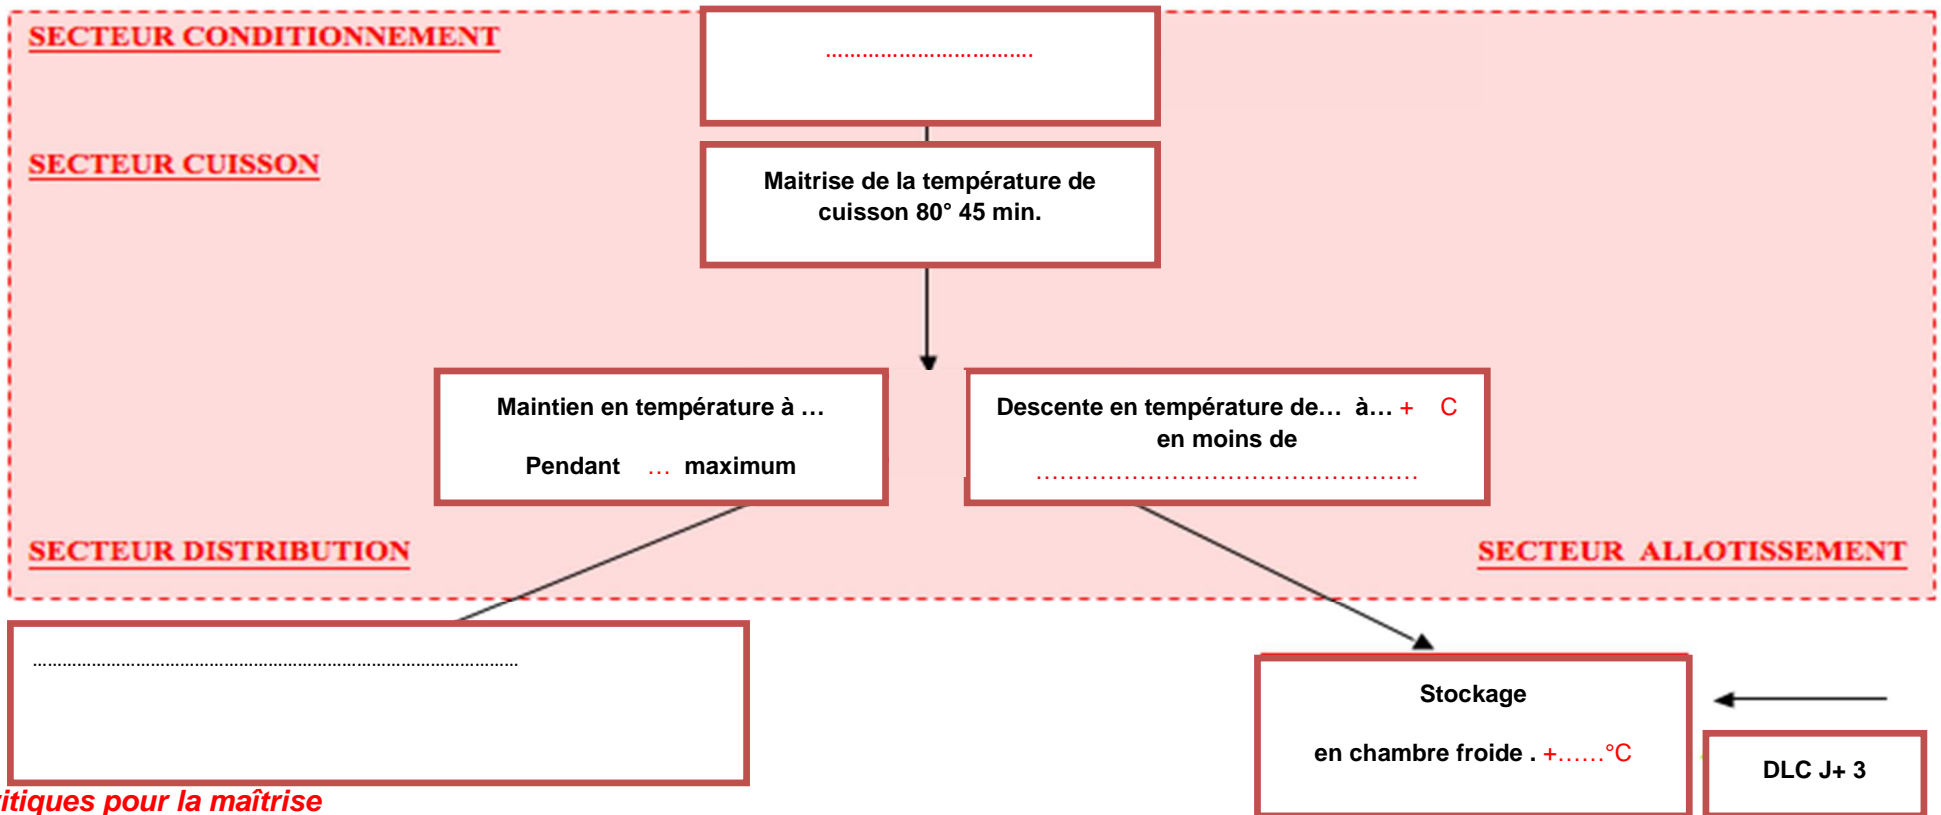 SECTEUR CONDITIONNEMENT
....................................
SECTEUR CUISSON
Maitrise de la température de
cuisson 80° 45 min.
Maintien en température à …
Pendant … maximum
Descente en température de… à… + C
en moins de
................................................
SECTEUR DISTRIBUTION
SECTEUR ALLOTISSEMENT
....................................................................................................
Stockage
en chambre froide . +……°C
DLC J+ 3
itiques pour la maîtrise